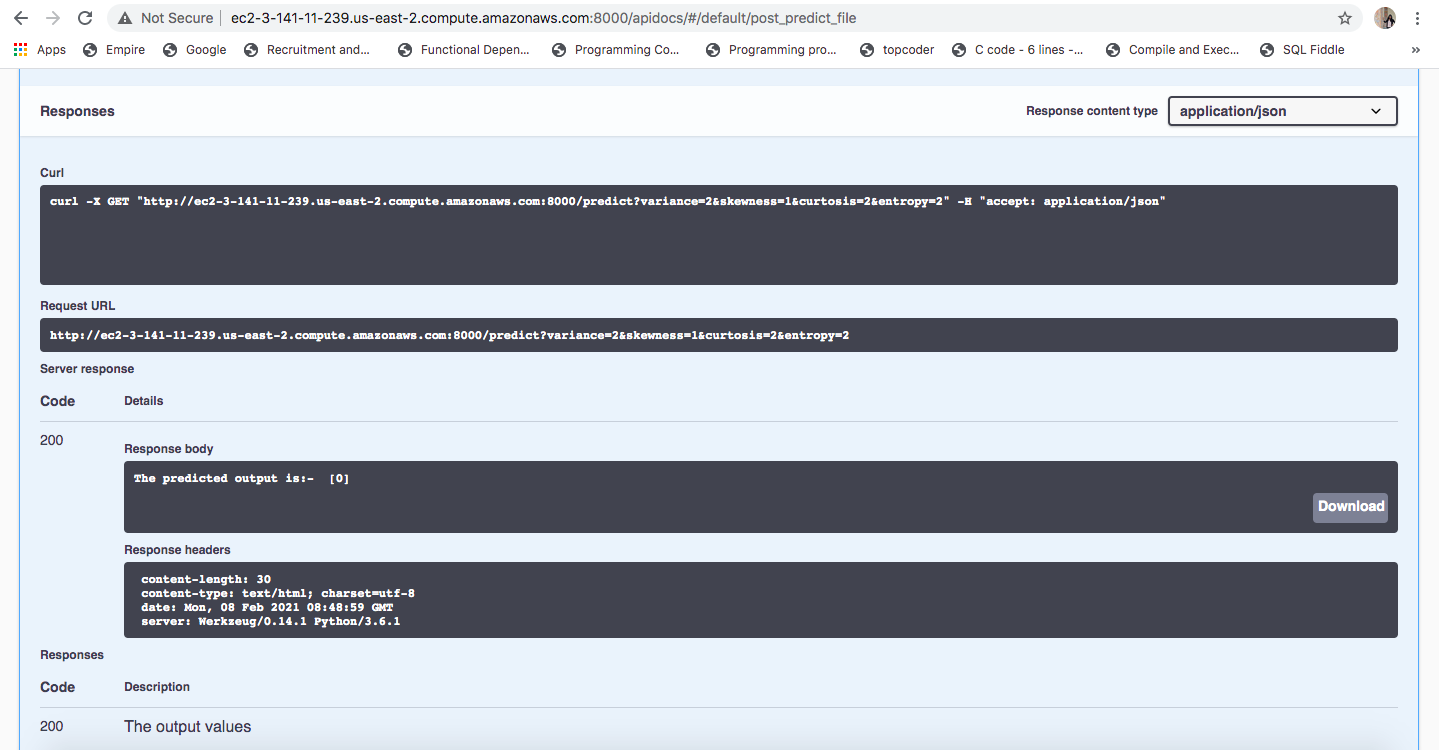 Not Secure ec2-3-141-11-239.us-east-2.compute.amazonaws.com:8000/apidocs/#/default/post_predict_file
Apps Empire Google Recruitment and... Functional Depen... Programming Co... Programming pro... topcoder C code - 6 lines -... Compile and Exec... SQL Fiddle »
Responses Response content type application/json
Curl
curl -X GET "http://ec2-3-141-11-239.us-east-2.compute.amazonaws.com:8000/predict?variance=2&skewness=1&curtosis=2&entropy=2" -H "accept: application/json"
Request URL
http://ec2-3-141-11-239.us-east-2.compute.amazonaws.com:8000/predict?variance=2&skewness=1&curtosis=2&entropy=2
Server response
Code Details
200
Response body
The predicted output is:- [0]
Download
Response headers
content-length: 30
content-type: text/html; charset=utf-8
date: Mon, 08 Feb 2021 08:48:59 GMT
server: Werkzeug/0.14.1 Python/3.6.1
Responses
Code Description
200 The output values